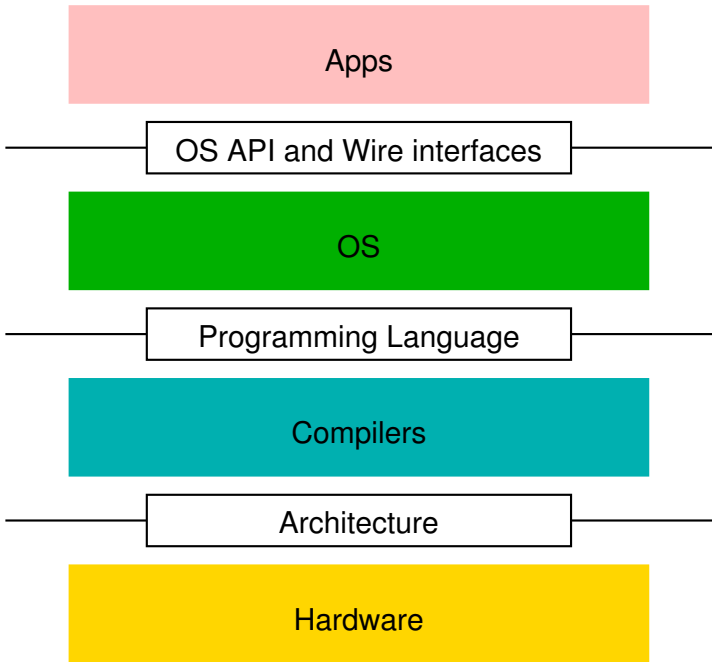 Apps
OS API and Wire interfaces
OS
Programming Language
Compilers
Architecture
Hardware